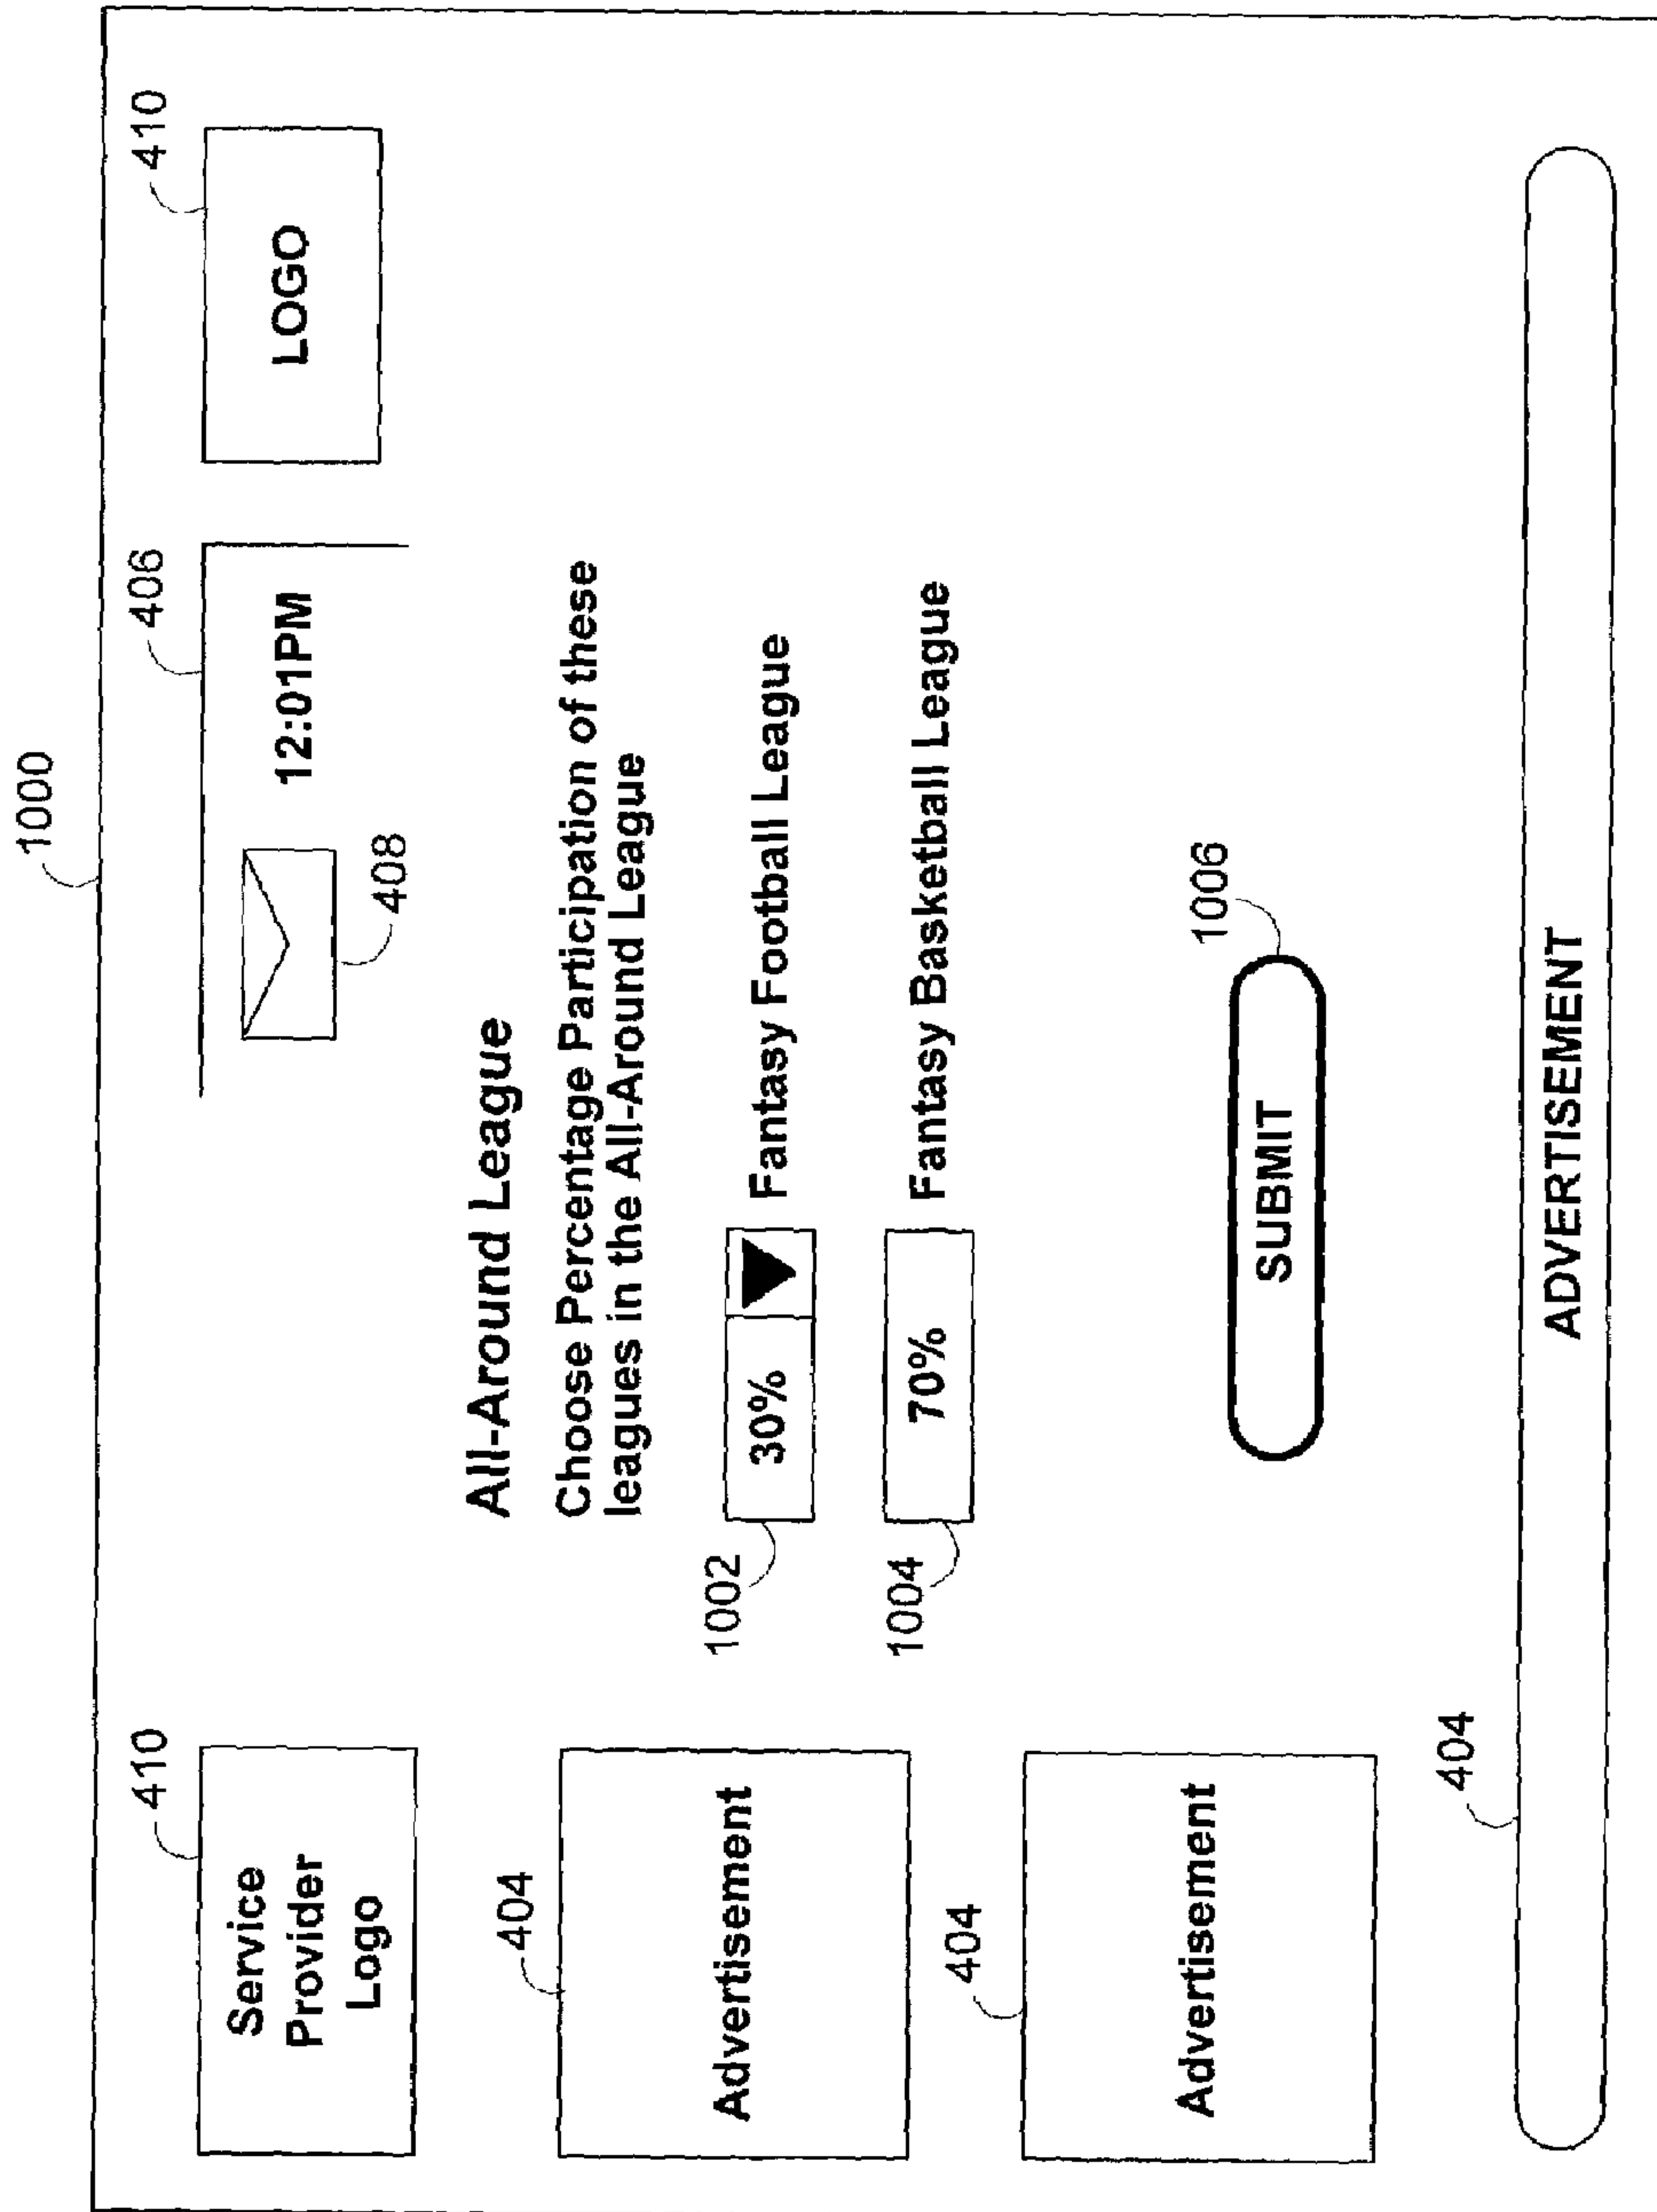 1000
410
Service
Provider
Logo
406
12:01PM
408
410
LOGO
All-Around League
Choose Percentage Participation of these
leagues in the All-Around League
404
Advertisement
1002
30%
Fantasy Football League
1004
70%
Fantasy Basketball League
404
Advertisement
1006
SUBMIT
404
ADVERTISEMENT